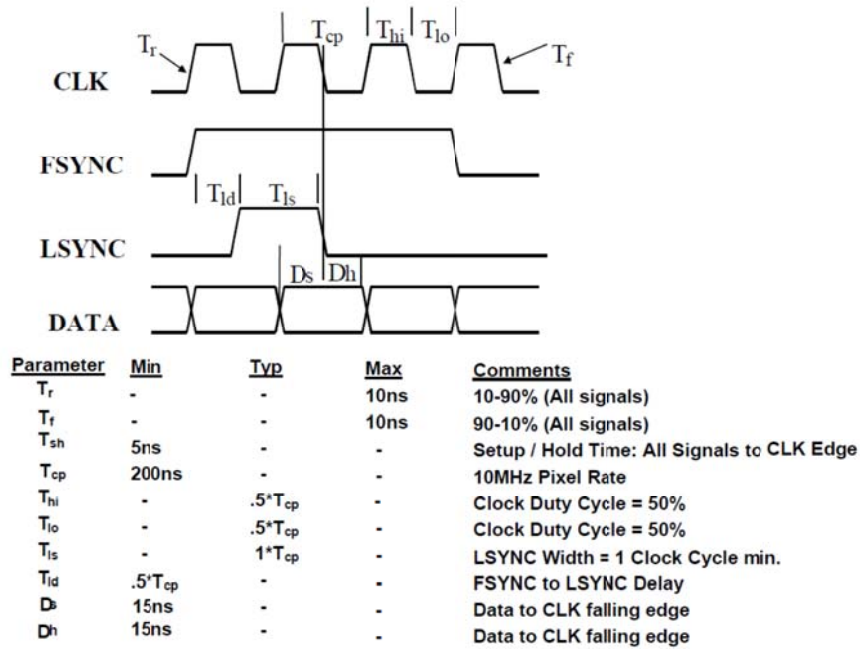 Tr
Tcp
Thi
Tlo
Tf
CLK
FSYNC
Tld
Tls
LSYNC
Ds
Dh
DATA
Parameter Min Typ Max Comments
Tr - - 10ns 10-90% (All signals)
Tf - - 10ns 90-10% (All signals)
Tsh 5ns - - Setup / Hold Time: All Signals to CLK Edge
Tcp 200ns - - 10MHz Pixel Rate
Thi - .5*Tcp - Clock Duty Cycle = 50%
Tlo - .5*Tcp - Clock Duty Cycle = 50%
Tls - 1*Tcp - LSYNC Width = 1 Clock Cycle min.
Tld .5*Tcp - - FSYNC to LSYNC Delay
Ds 15ns - - Data to CLK falling edge
Dh 15ns - - Data to CLK falling edge